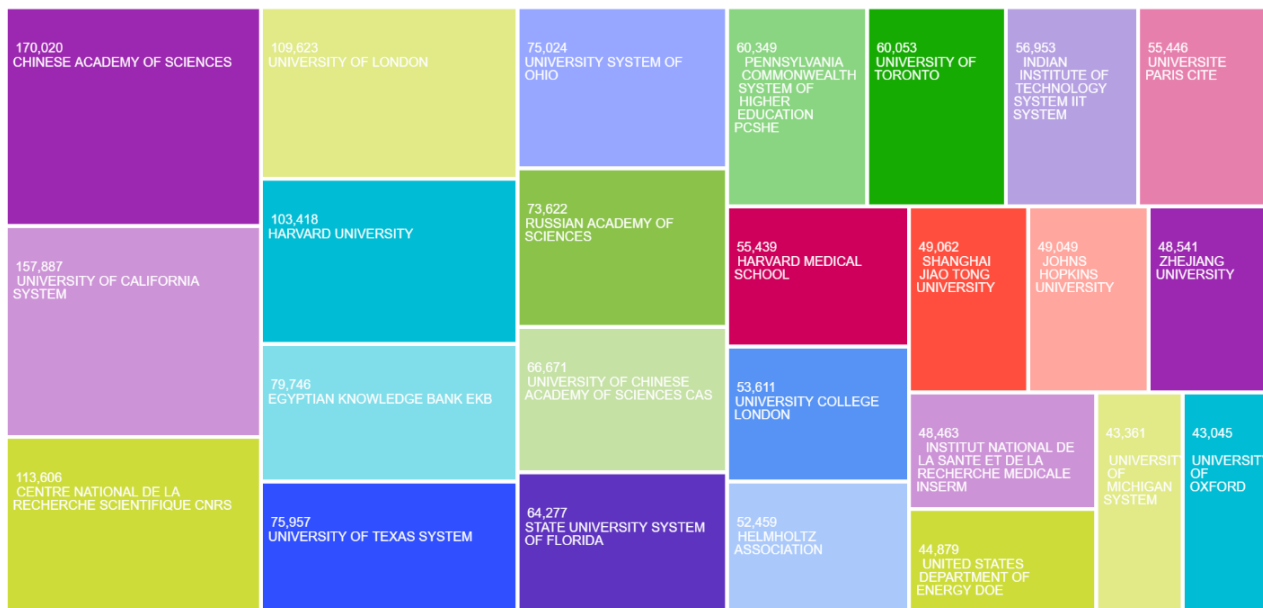 170,020
CHINESE ACADEMY OF SCIENCES
157,887
UNIVERSITY OF CALIFORNIA
SYSTEM
113,606
CENTRE NATIONAL DE LA
RECHERCHE SCIENTIFIQUE CNRS
109,623
UNIVERSITY OF LONDON
103,418
HARVARD UNIVERSITY
79,746
EGYPTIAN KNOWLEDGE BANK EKB
75,957
UNIVERSITY OF TEXAS SYSTEM
75,024
UNIVERSITY SYSTEM OF
OHIO
73,622
RUSSIAN ACADEMY OF
SCIENCES
66,671
UNIVERSITY OF CHINESE
ACADEMY OF SCIENCES CAS
64,277
STATE UNIVERSITY SYSTEM
OF FLORIDA
60,349
PENNSYLVANIA
COMMONWEALTH
SYSTEM OF
HIGHER
EDUCATION
PCSHE
60,053
UNIVERSITY OF
TORONTO
56,953
INDIAN
INSTITUTE OF
TECHNOLOGY
SYSTEM IIT
SYSTEM
55,446
UNIVERSITE
PARIS CITE
55,439
HARVARD MEDICAL
SCHOOL
53,611
UNIVERSITY COLLEGE
LONDON
52,459
HELMHOLTZ
ASSOCIATION
49,062
SHANGHAI
JIAO TONG
UNIVERSITY
49,049
JOHNS
HOPKINS
UNIVERSITY
48,541
ZHEJIANG
UNIVERSITY
48,463
INSTITUT NATIONAL DE
LA SANTE ET DE LA
RECHERCHE MEDICALE
INSERM
44,879
UNITED STATES
DEPARTMENT OF
ENERGY DOE
43,361
UNIVERSITY
OF
MICHIGAN
SYSTEM
43,045
UNIVERSITY
OF
OXFORD